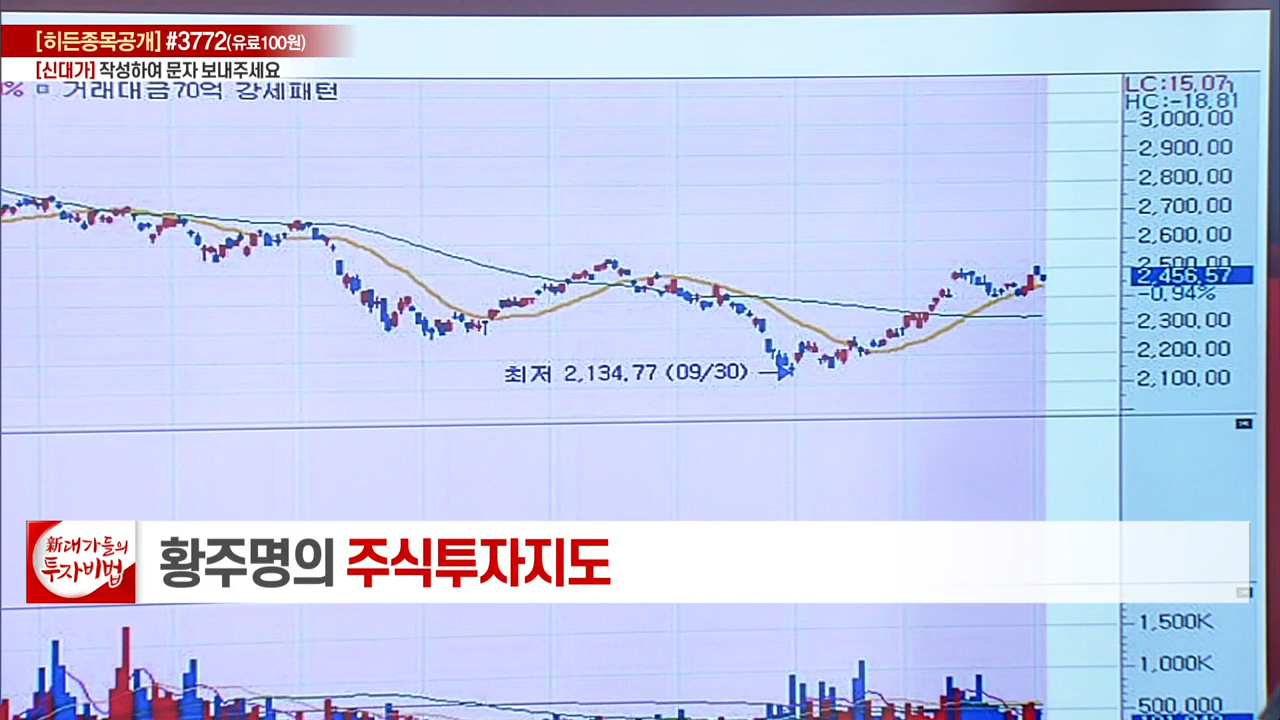 [히든종목공개] #3772(유료100원)
[신대가] 작성하여 문자 보내주세요
% 거래대금70억 강세패턴
LC:15.07
HC:-18.81
3,000.00
2,900.00
2,800.00
2,700.00
2,600.00
2,500.00
2,456.57
-0.94%
2,300.00
2,200.00
최저 2,134.77 (09/30)
2,100.00
新대가들의
투자비법
황주명의 주식투자지도
1,500K
1,000K
500,000